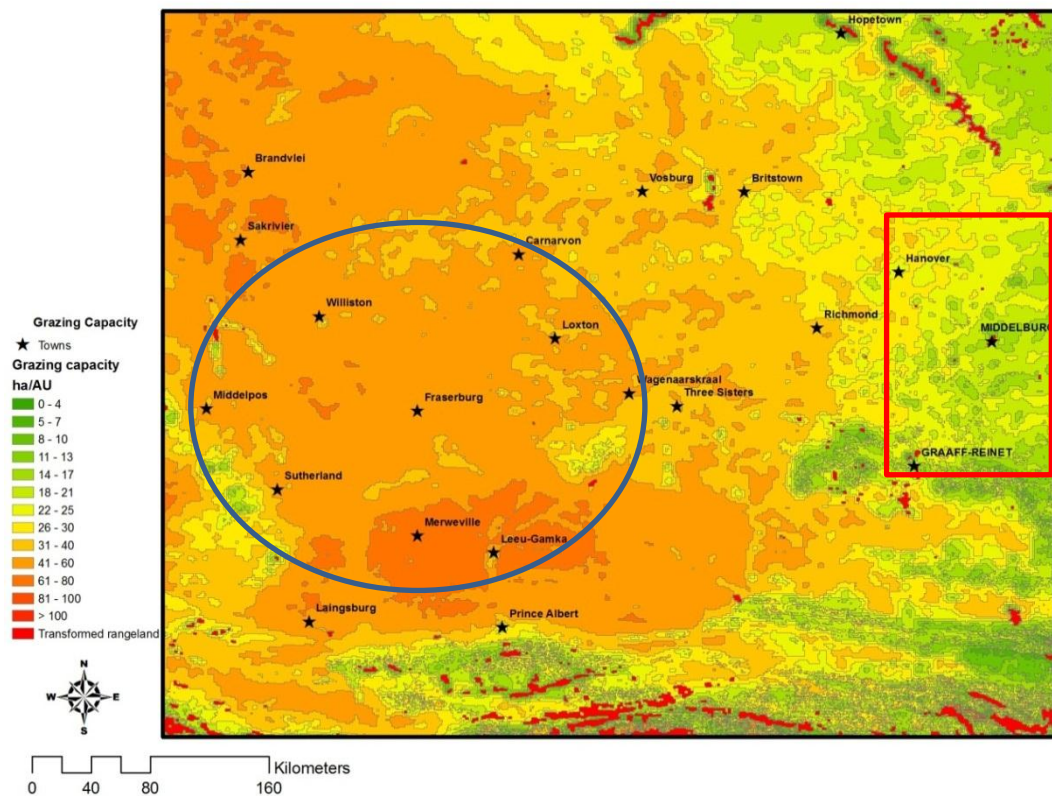 Hopetown
Brandvlei
Vosburg
Britstown
Sakrivier
Carnarvon
Hanover
Williston
Loxton
Richmond
MIDDELBURG
Wagenaarskraal
Three Sisters
Middelpos
Fraserburg
GRAAFF-REINET
Sutherland
Merweville
Leeu-Gamka
Laingsburg
Prince Albert
Grazing Capacity
Towns
Grazing capacity
ha/AU
0 - 4
5 - 7
8 - 10
11 - 13
14 - 17
18 - 21
22 - 25
26 - 30
31 - 40
41 - 60
61 - 80
81 - 100
> 100
Transformed rangeland
N
W E
S
Kilometers
0 40 80 160